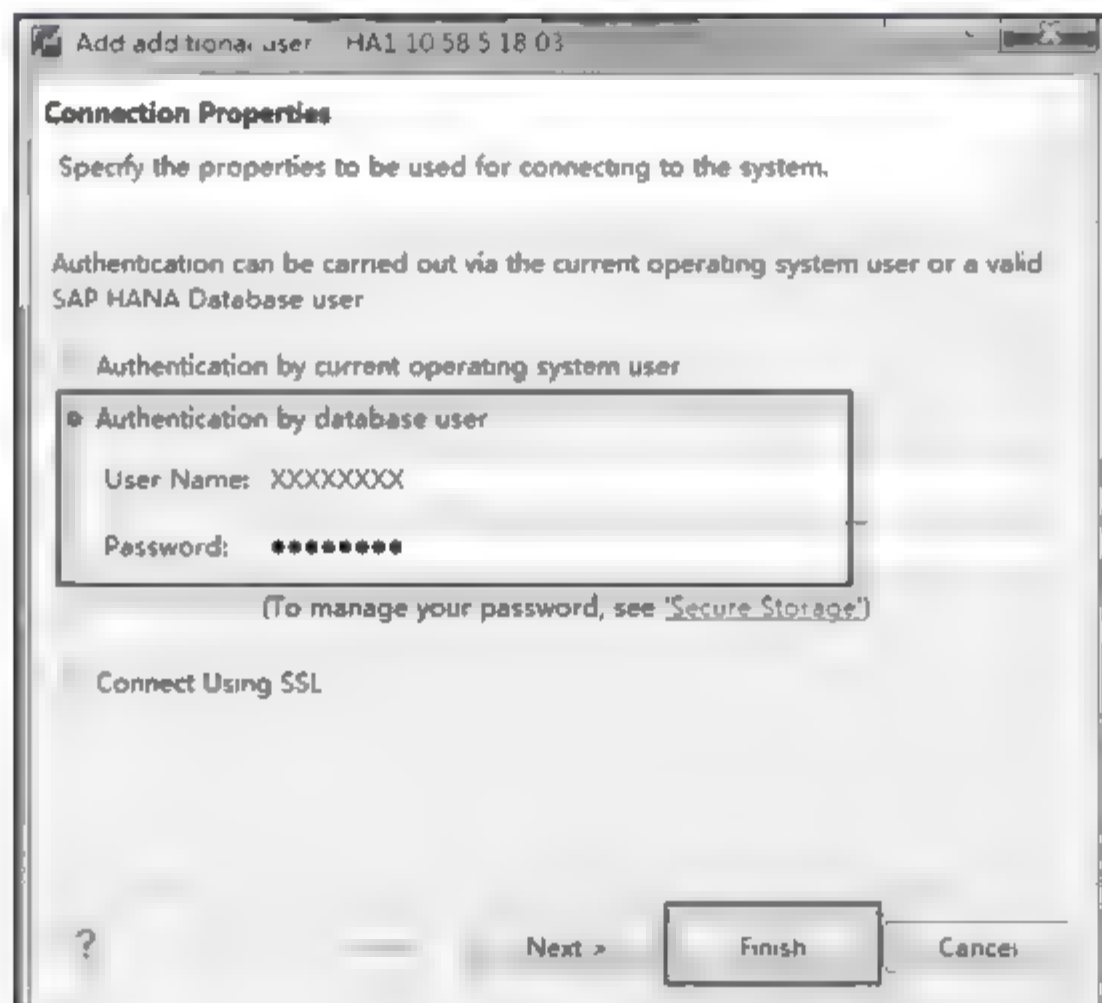 Add additional user HA1 10 58 5 18 03
Connection Properties
Specify the properties to be used for connecting to the system.
Authentication can be carried out via the current operating system user or a valid
SAP HANA Database user
Authentication by current operating system user
Authentication by database user
User Name: XXXXXXXX
Password: ●●●●●●●●
(To manage your password, see 'Secure Storage')
Connect Using SSL
? Next > Finish Cancel